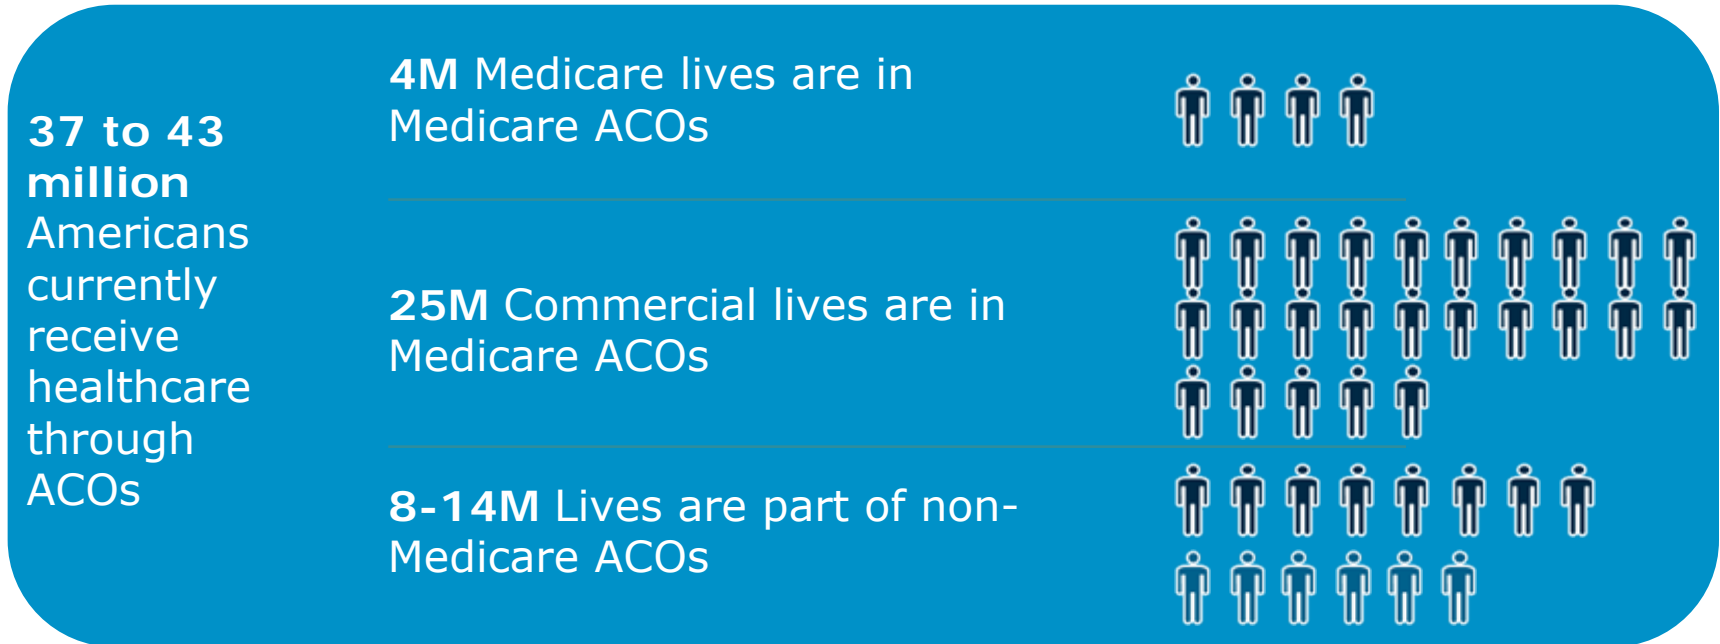 37 to 43
million
Americans
currently
receive
healthcare
through
ACOs
4M Medicare lives are in
Medicare ACOs
25M Commercial lives are in
Medicare ACOs
8-14M Lives are part of non-
Medicare ACOs